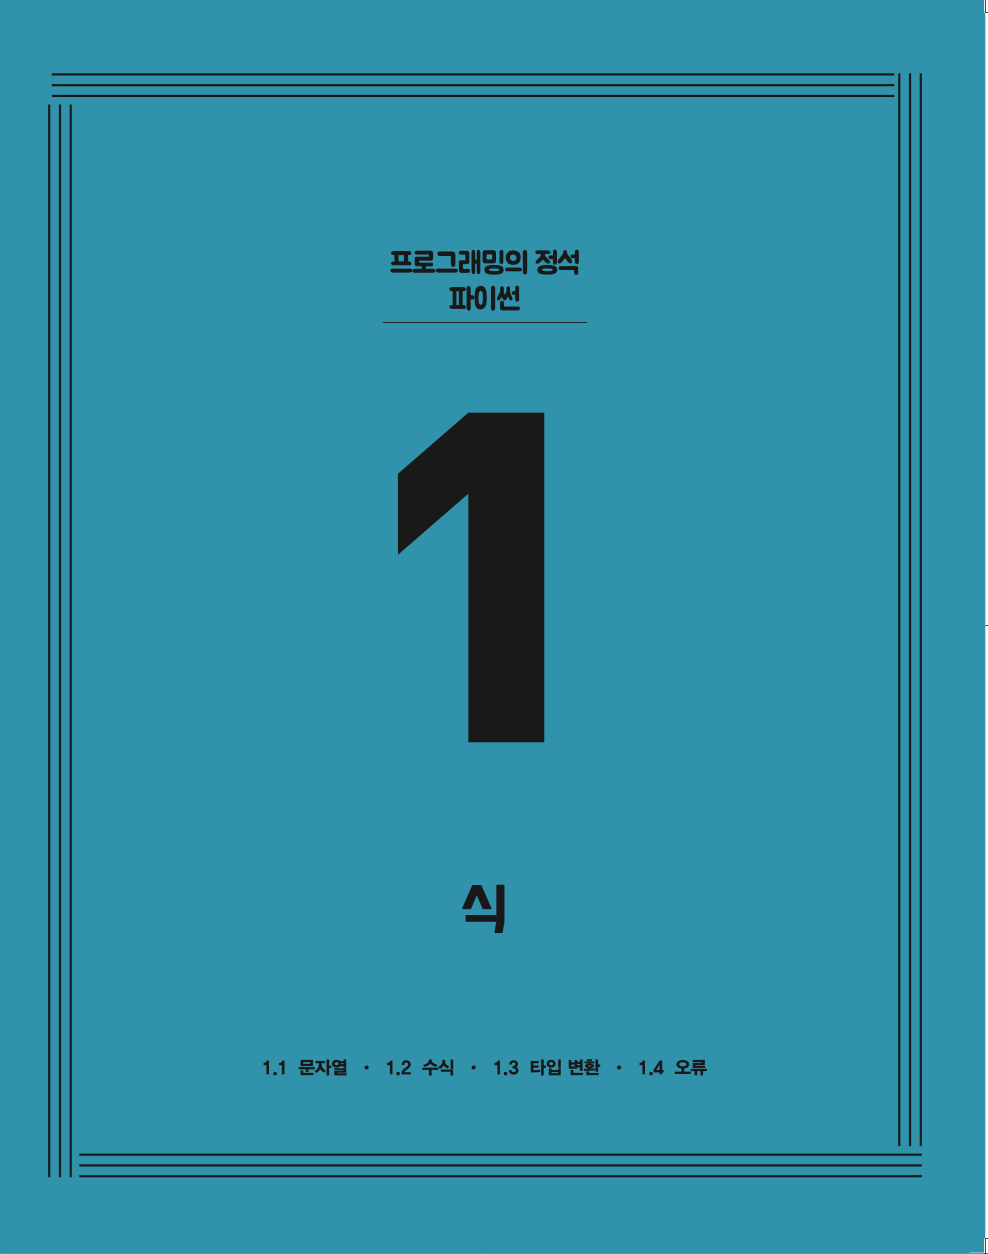 프로그래밍의 정석
파이썬
1
식
1.1 문자열 • 1.2 수식 • 1.3 타입 변환 • 1.4 오류